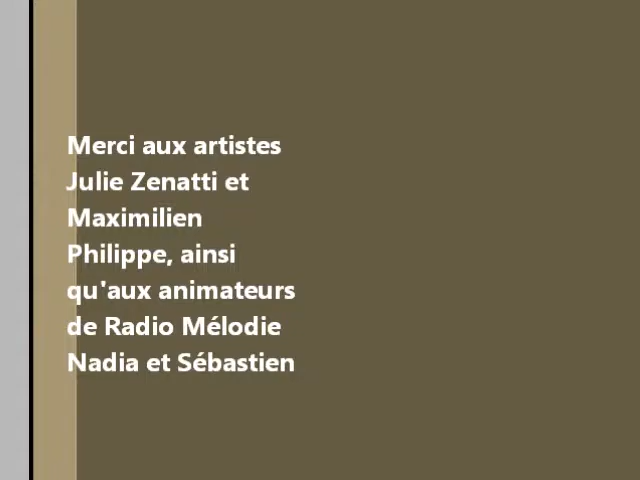 Merci aux artistes
Julie Zenatti et
Maximilien
Philippe, ainsi
qu'aux animateurs
de Radio Mélodie
Nadia et Sébastien